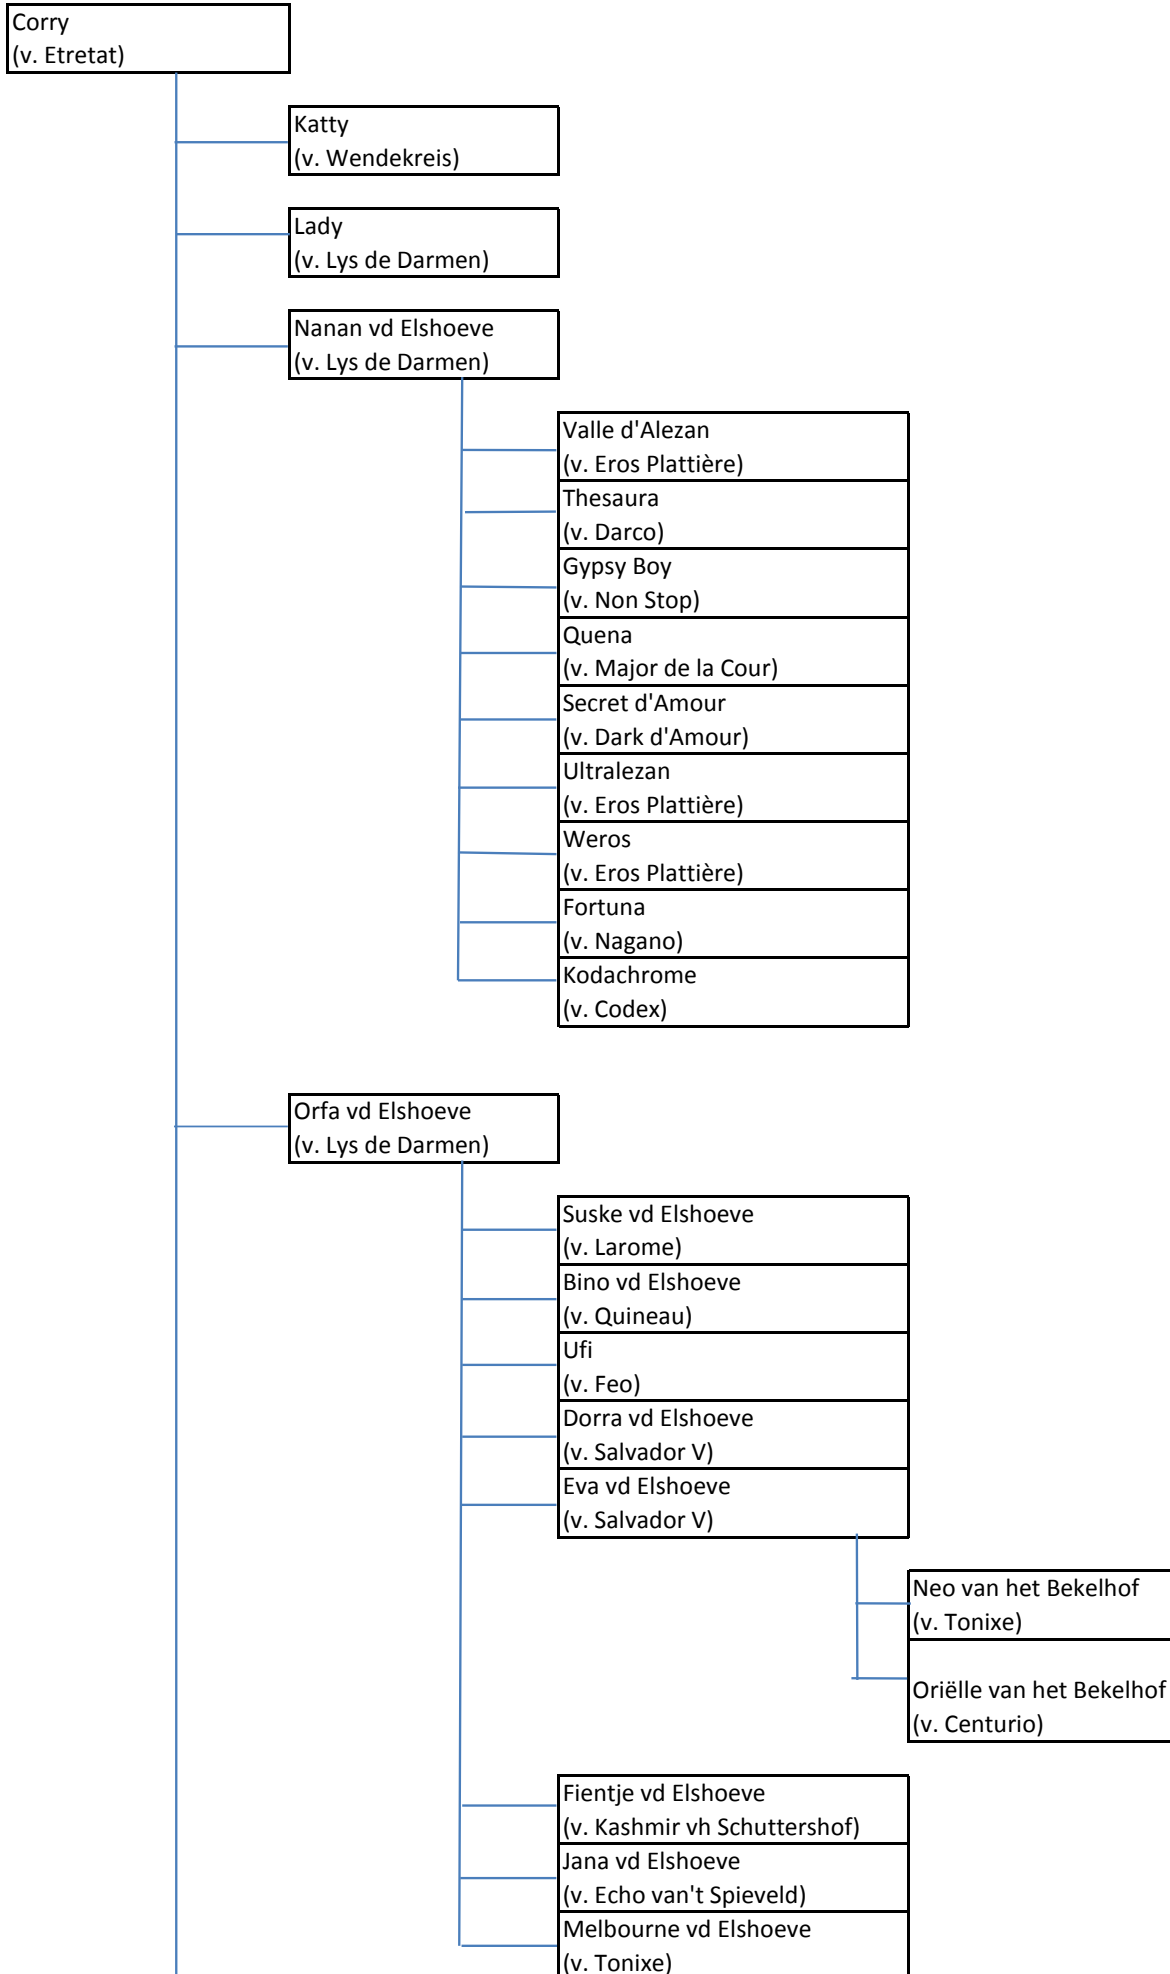 Corry
(v. Etretat)
Katty
(v. Wendekreis)
Lady
(v. Lys de Darmen)
Nanan vd Elshoeve
(v. Lys de Darmen)
Valle d'Alezan
(v. Eros Plattière)
Thesaura
(v. Darco)
Gypsy Boy
(v. Non Stop)
Quena
(v. Major de la Cour)
Secret d'Amour
(v. Dark d'Amour)
Ultralezan
(v. Eros Plattière)
Weros
(v. Eros Plattière)
Fortuna
(v. Nagano)
Kodachrome
(v. Codex)
Orfa vd Elshoeve
(v. Lys de Darmen)
Suske vd Elshoeve
(v. Larome)
Bino vd Elshoeve
(v. Quineau)
Ufi
(v. Feo)
Dorra vd Elshoeve
(v. Salvador V)
Eva vd Elshoeve
(v. Salvador V)
Neo van het Bekelhof
(v. Tonixe)
Oriëlle van het Bekelhof
(v. Centurio)
Fientje vd Elshoeve
(v. Kashmir vh Schuttershof)
Jana vd Elshoeve
(v. Echo van't Spieveld)
Melbourne vd Elshoeve
(v. Tonixe)